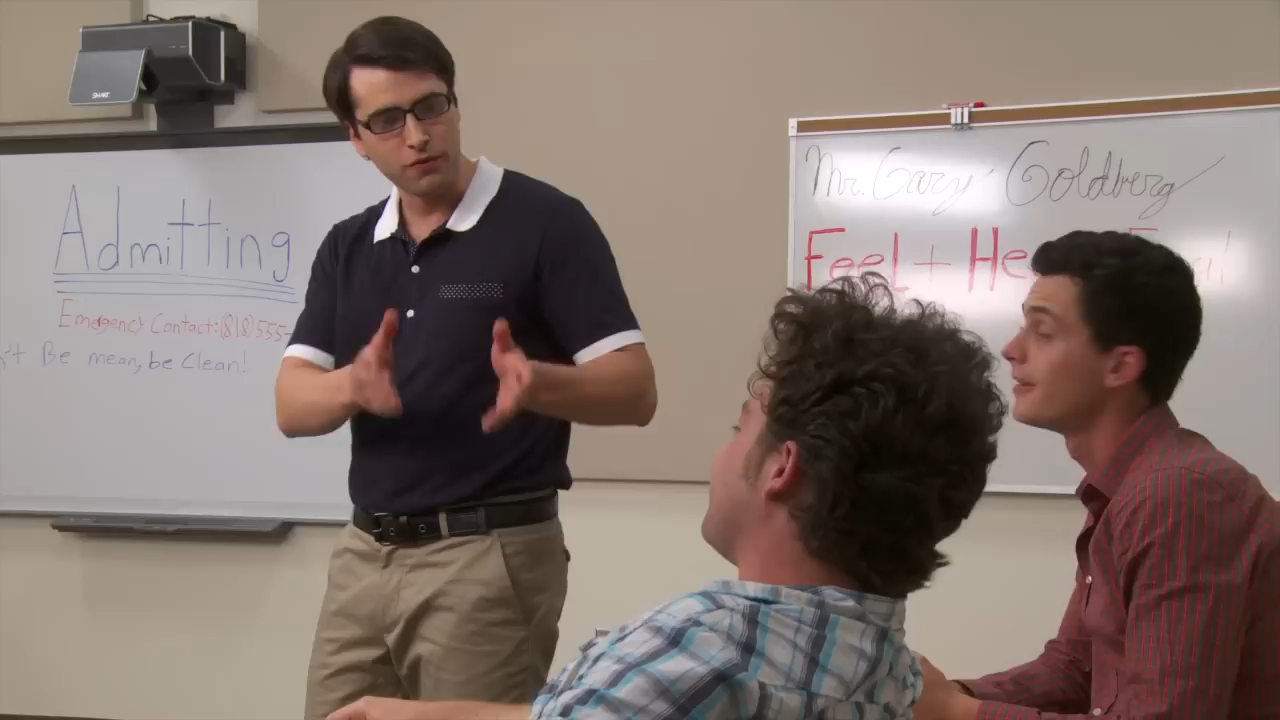 SMART
Admitting
Emergency Contact: (818) 555-
't Be mean, be Clean!
Mr. Gary Goldberg
Feel + He